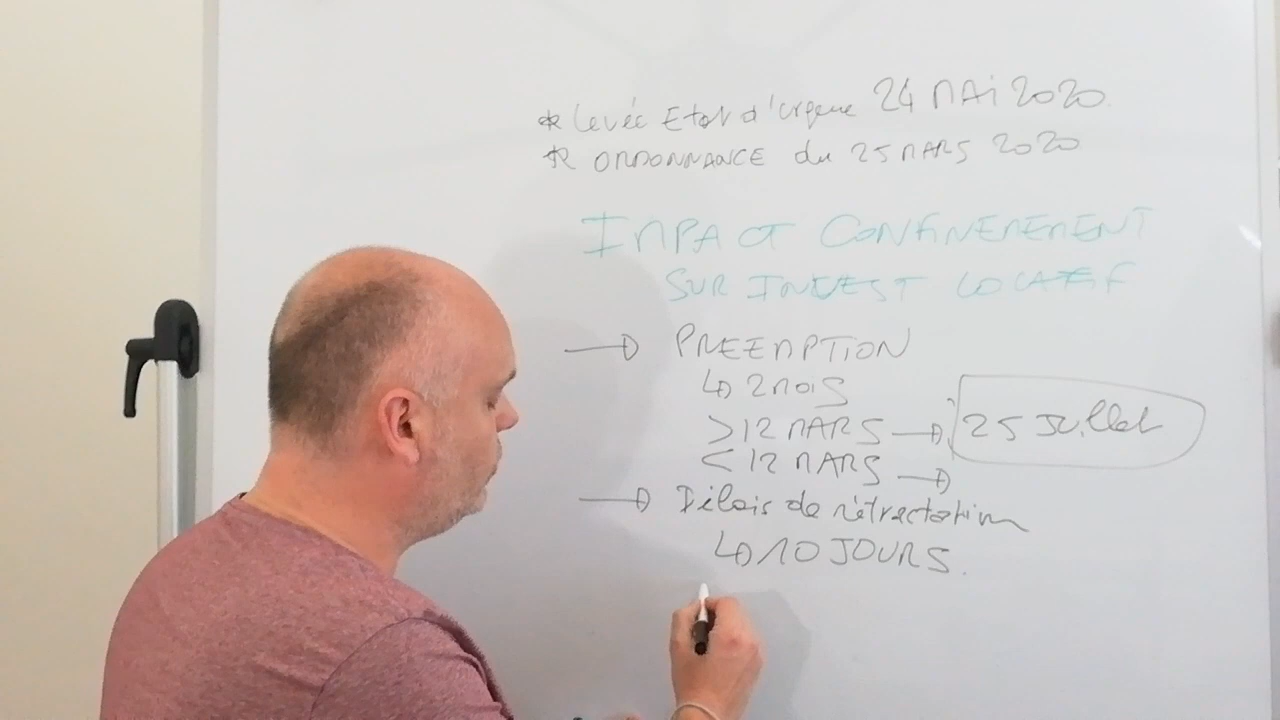 * levée Etat d'urgence 24 MAI 2020
* ORDONNANCE du 25 MARS 2020
IMPACT CONFINEMEMENT
SUR INVEST LOCATIF
→ PREEMPTION
↳ 2 MOIS
> 12 MARS → 25 Juillet
< 12 MARS →
→ Délais de rétractation
↳ 10 JOURS.